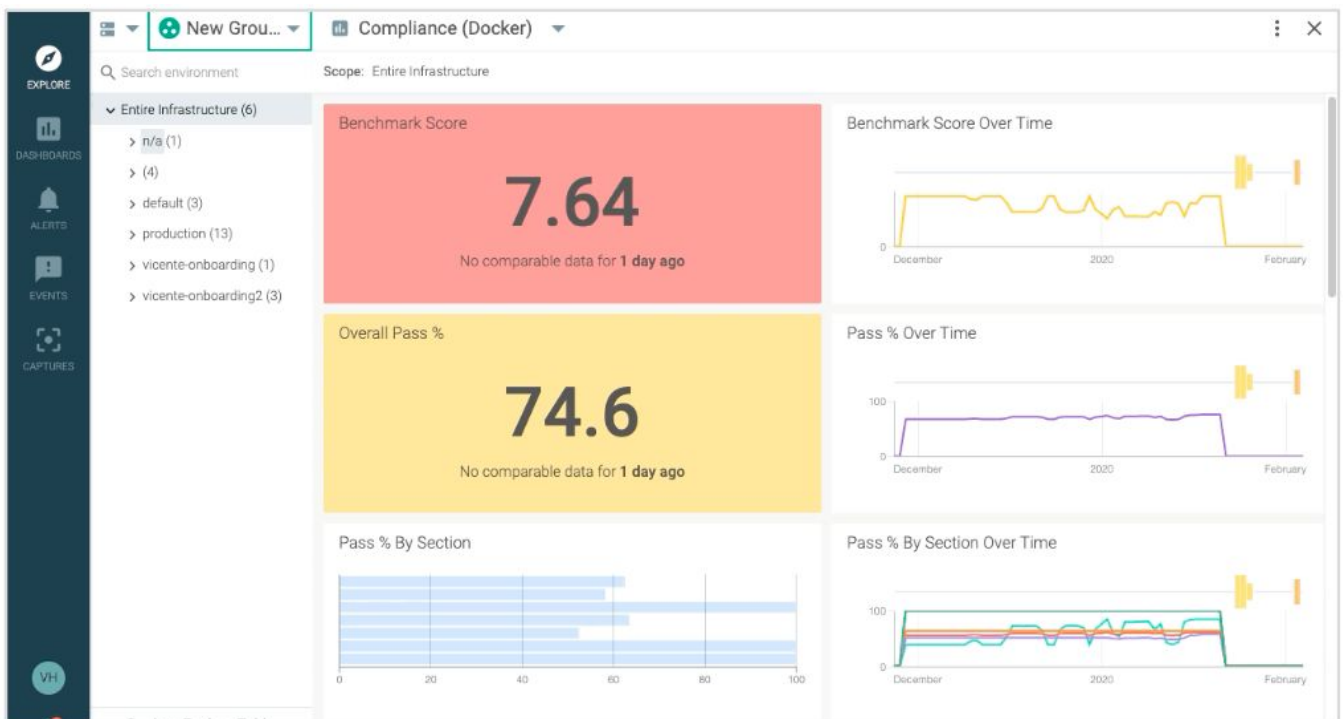 New Grou...
Compliance (Docker)
EXPLORE
DASHBOARDS
ALERTS
EVENTS
CAPTURES
VH
Search environment
Entire Infrastructure (6)
n/a (1)
(4)
default (3)
production (13)
vicente-onboarding (1)
vicente-onboarding2 (3)
Scope: Entire Infrastructure
Benchmark Score
7.64
No comparable data for 1 day ago
Benchmark Score Over Time
0
December 2020 February
Overall Pass %
74.6
No comparable data for 1 day ago
Pass % Over Time
100
0
December 2020 February
Pass % By Section
0 20 40 60 80 100
Pass % By Section Over Time
100
0
December 2020 February